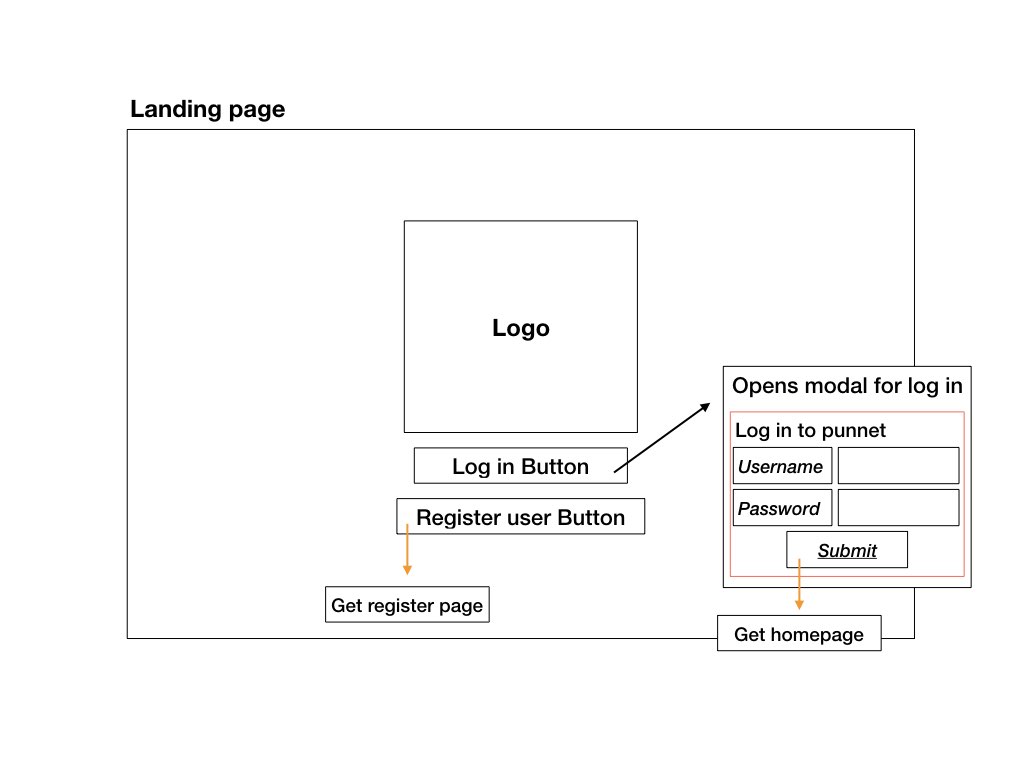 Landing page
Logo
Opens modal for log in
Log in to punnet
Log in Button
Username
Password
Register user Button
Submit
Get register page
Get homepage